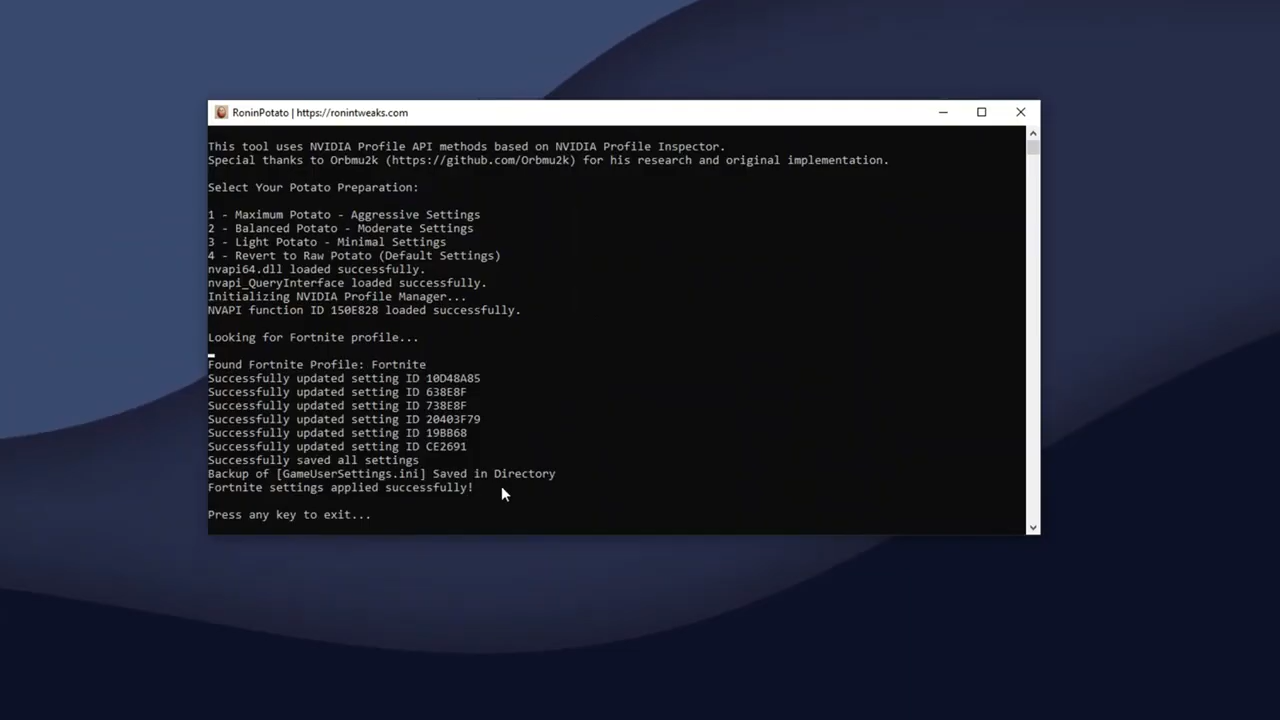 RoninPotato | https://ronintweaks.com
This tool uses NVIDIA Profile API methods based on NVIDIA Profile Inspector.
Special thanks to Orbmu2k (https://github.com/Orbmu2k) for his research and original implementation.
Select Your Potato Preparation:
1 - Maximum Potato - Aggressive Settings
2 - Balanced Potato - Moderate Settings
3 - Light Potato - Minimal Settings
4 - Revert to Raw Potato (Default Settings)
nvapi64.dll loaded successfully.
nvapi_QueryInterface loaded successfully.
Initializing NVIDIA Profile Manager...
NVAPI function ID 150E828 loaded successfully.
Looking for Fortnite profile...
Found Fortnite Profile: Fortnite
Successfully updated setting ID 10D48A85
Successfully updated setting ID 638E8F
Successfully updated setting ID 738E8F
Successfully updated setting ID 20403F79
Successfully updated setting ID 19BB68
Successfully updated setting ID CE2691
Successfully saved all settings
Backup of [GameUserSettings.ini] Saved in Directory
Fortnite settings applied successfully!
Press any key to exit...